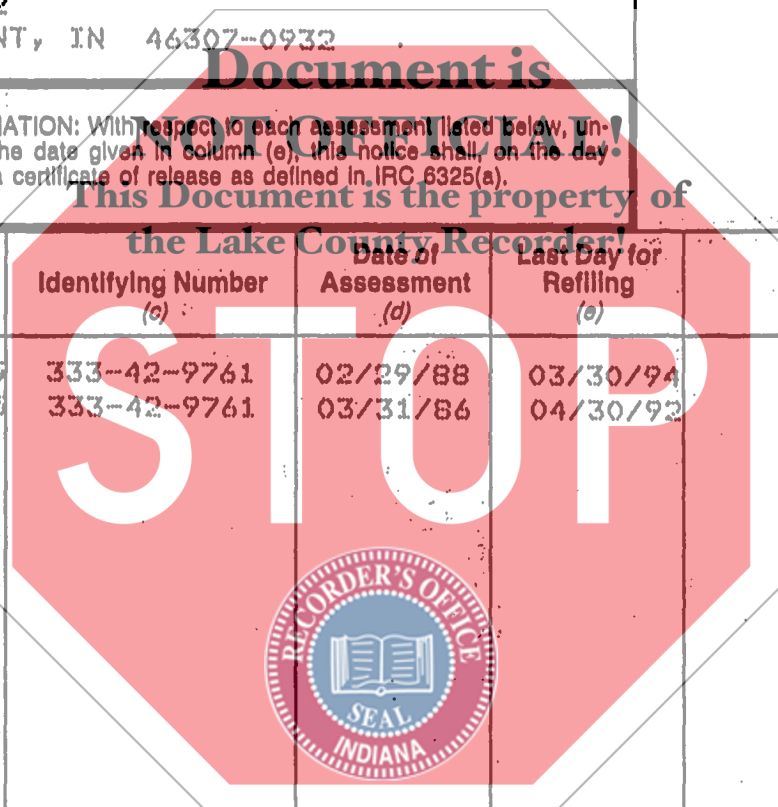 NT, IN 46307-0932
Document is
NOT OFFICIAL!
This Document is the property of
the Lake County Recorder!
ATION: With respect to each assessment listed below, un-
he date given in column (e), this notice shall, on the day
certificate of release as defined in IRC 6325(a).
Identifying Number
(c)
Date of
Assessment
(d)
Last Day for
Refiling
(e)
333-42-9761 02/29/88 03/30/94
333-42-9761 03/31/86 04/30/92
STOP
RECORDER'S OFFICE
SEAL
INDIANA